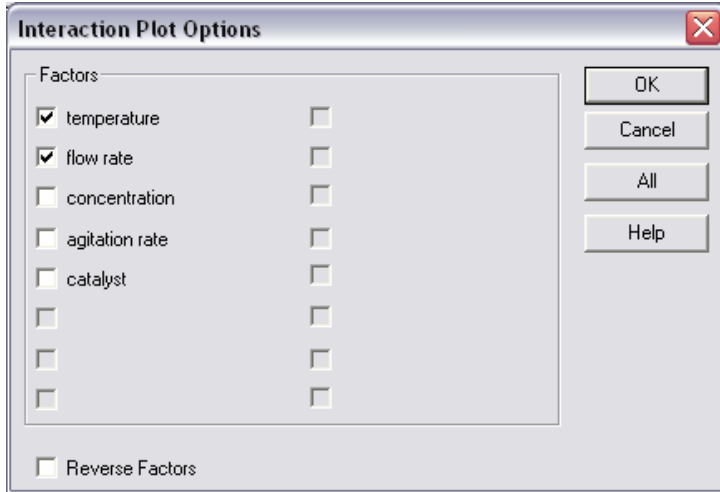 Interaction Plot Options
Factors
temperature
flow rate
concentration
agitation rate
catalyst
Reverse Factors
OK
Cancel
All
Help